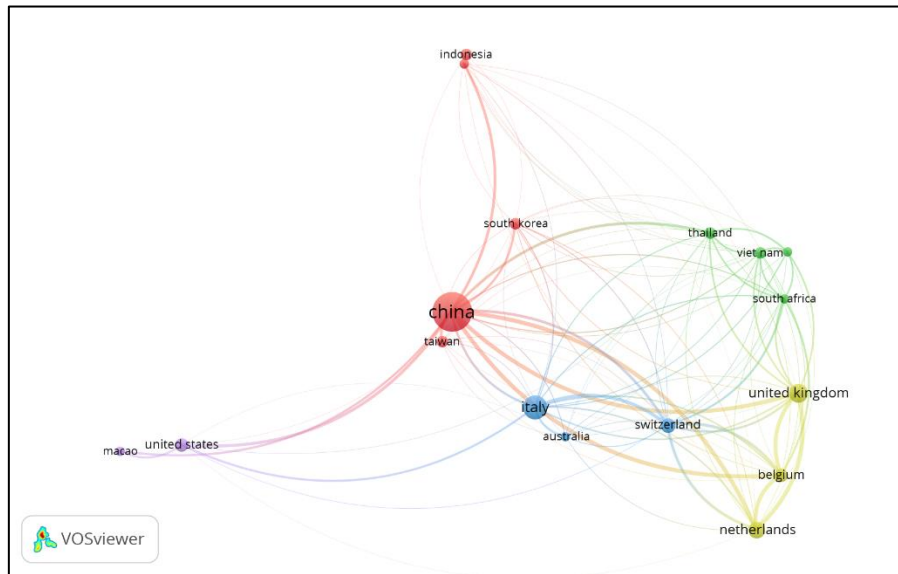 indonesia
south korea
thailand
viet nam
south africa
china
taiwan
united kingdom
italy
switzerland
australia
united states
macao
belgium
netherlands
VOSviewer